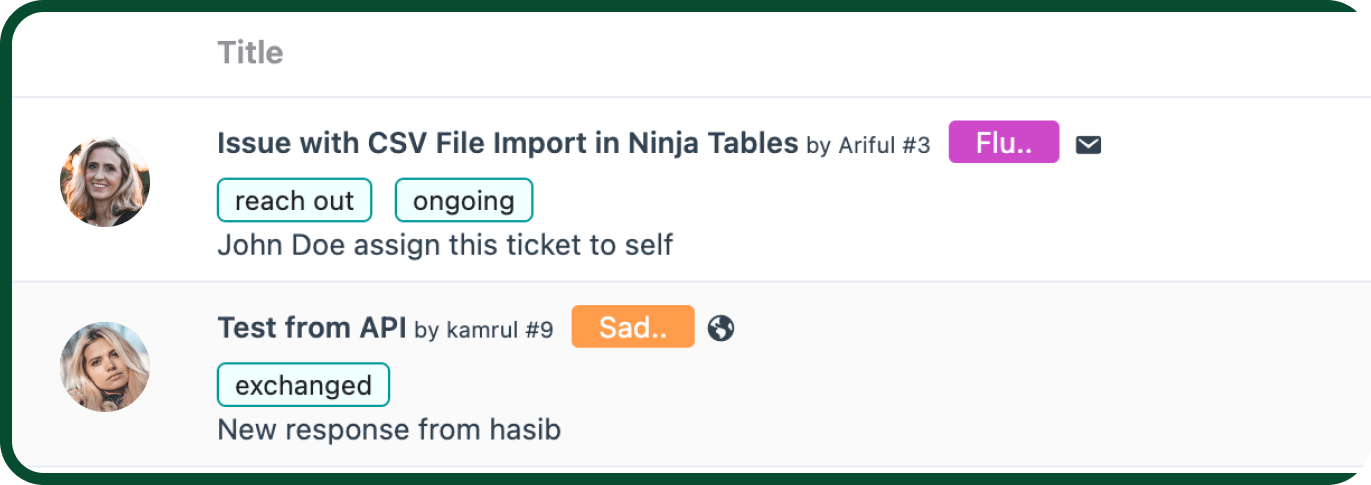 Title
Issue with CSV File Import in Ninja Tables by Ariful #3 Flu..
reach out ongoing
John Doe assign this ticket to self
Test from API by kamrul #9 Sad..
exchanged
New response from hasib